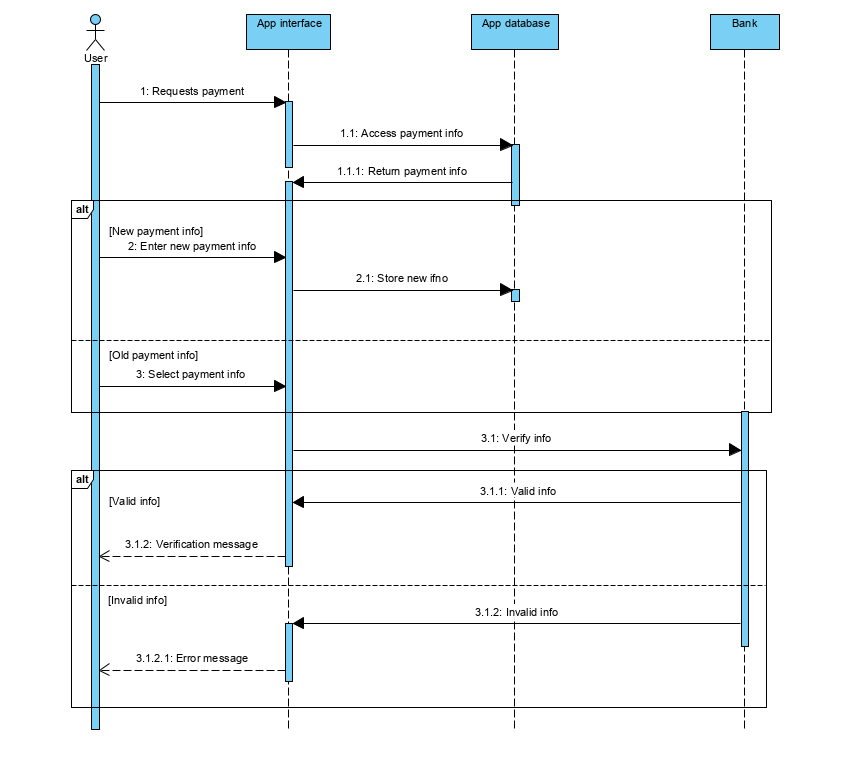 App interface
App database
Bank
User
1: Requests payment
1.1: Access payment info
1.1.1: Return payment info
alt
[New payment info]
2: Enter new payment info
2.1: Store new ifno
[Old payment info]
3: Select payment info
3.1: Verify info
alt
3.1.1: Valid info
[Valid info]
3.1.2: Verification message
[Invalid info]
3.1.2: Invalid info
3.1.2.1: Error message